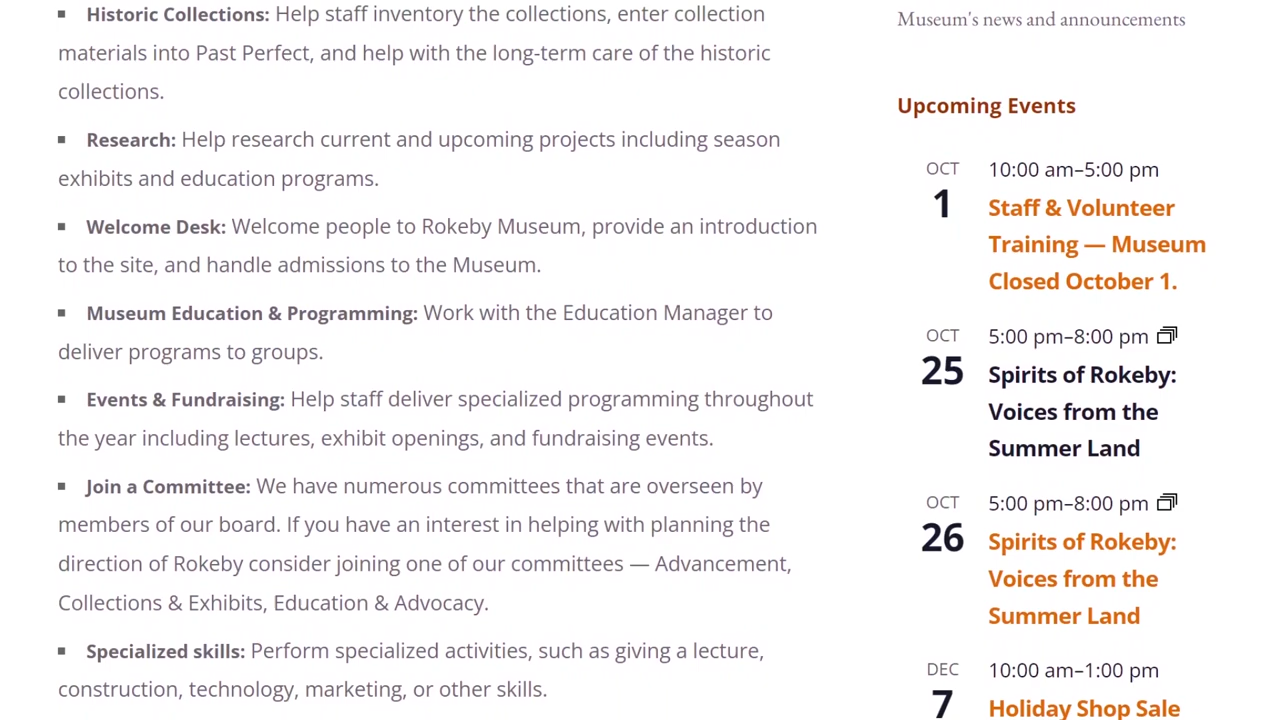 ▪ Historic Collections: Help staff inventory the collections, enter collection
materials into Past Perfect, and help with the long-term care of the historic
collections.
▪ Research: Help research current and upcoming projects including season
exhibits and education programs.
▪ Welcome Desk: Welcome people to Rokeby Museum, provide an introduction
to the site, and handle admissions to the Museum.
▪ Museum Education & Programming: Work with the Education Manager to
deliver programs to groups.
▪ Events & Fundraising: Help staff deliver specialized programming throughout
the year including lectures, exhibit openings, and fundraising events.
▪ Join a Committee: We have numerous committees that are overseen by
members of our board. If you have an interest in helping with planning the
direction of Rokeby consider joining one of our committees — Advancement,
Collections & Exhibits, Education & Advocacy.
▪ Specialized skills: Perform specialized activities, such as giving a lecture,
construction, technology, marketing, or other skills.
Museum's news and announcements
Upcoming Events
OCT
1
10:00 am–5:00 pm
Staff & Volunteer
Training — Museum
Closed October 1.
OCT
25
5:00 pm–8:00 pm
Spirits of Rokeby:
Voices from the
Summer Land
OCT
26
5:00 pm–8:00 pm
Spirits of Rokeby:
Voices from the
Summer Land
DEC
7
10:00 am–1:00 pm
Holiday Shop Sale